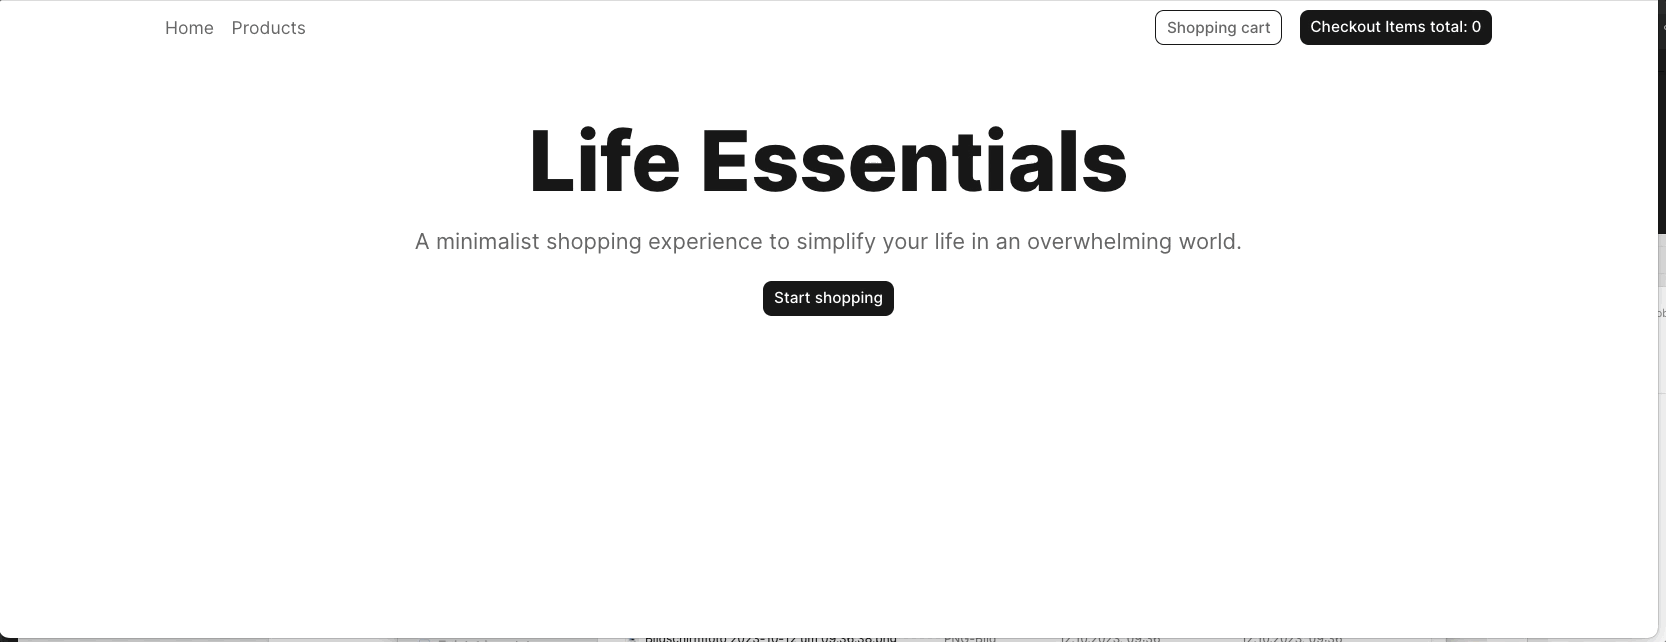 Home Products Shopping cart Checkout Items total: 0
Life Essentials
A minimalist shopping experience to simplify your life in an overwhelming world.
Start shopping